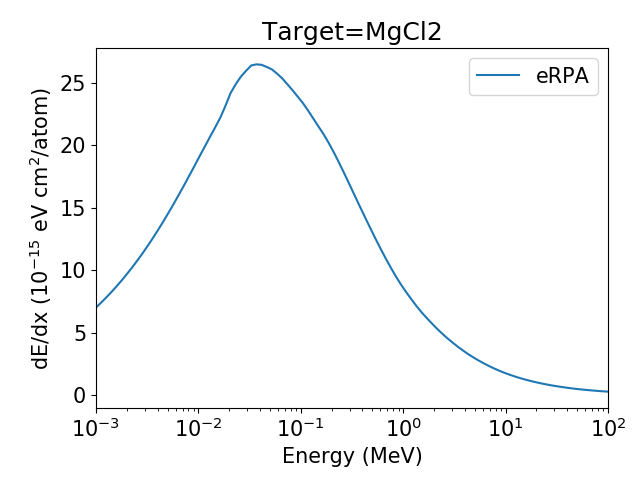 Target=MgCl2
eRPA
dE/dx (10⁻¹⁵ eV cm²/atom)
25
20
15
10
5
0
10⁻³ 10⁻² 10⁻¹ 10⁰ 10¹ 10²
Energy (MeV)